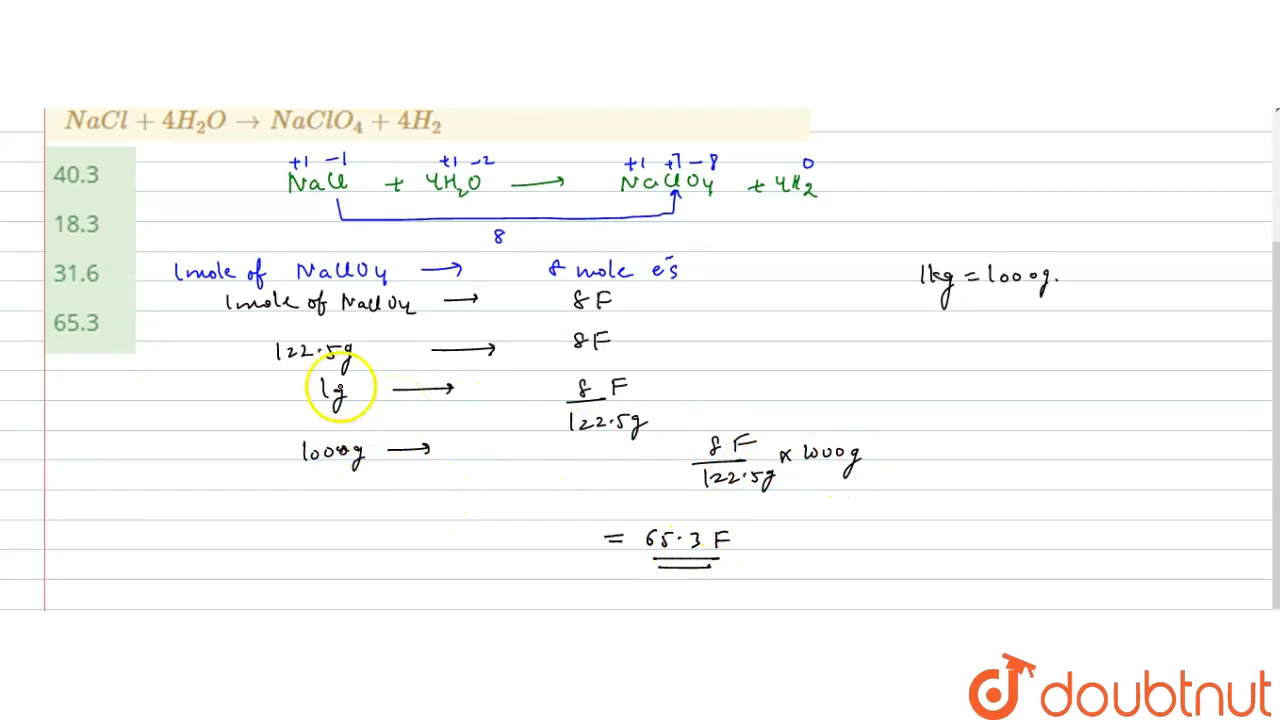 NaCl + 4H₂O → NaClO₄ + 4H₂
40.3
18.3
31.6
65.3
+1 −1 +1 −2 +1 +7 −8 0
NaCl + 4H₂O → NaClO₄ + 4H₂
8
1mole of NaClO₄ → 8 mole e⁻s
1mole of NaClO₄ → 8F
1kg = 1000g.
122.5g → 8F
1g → 8 F / 122.5g
1000g → 8 F / 122.5g × 1000g
= 65.3 F
doubtnut